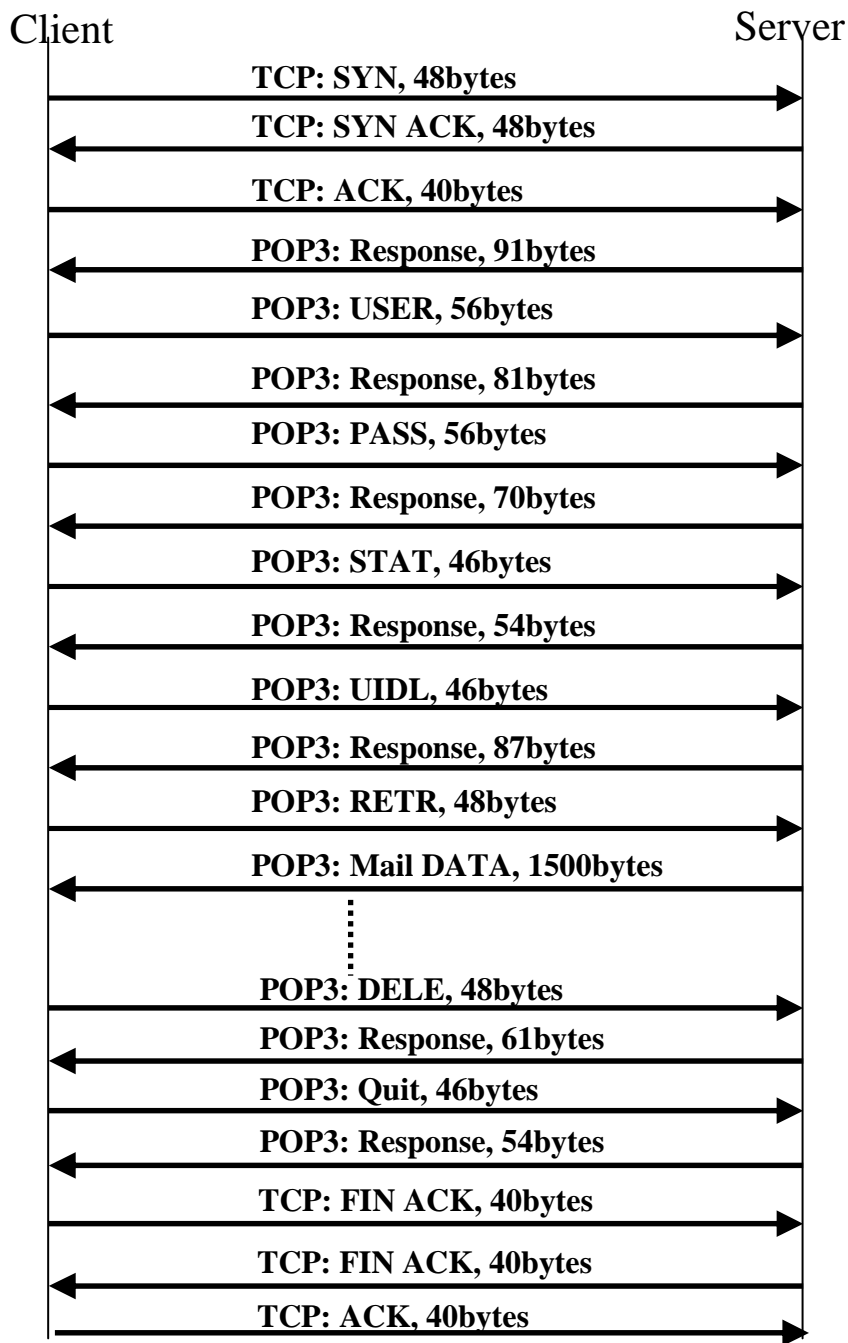 Client Server
TCP: SYN, 48bytes
TCP: SYN ACK, 48bytes
TCP: ACK, 40bytes
POP3: Response, 91bytes
POP3: USER, 56bytes
POP3: Response, 81bytes
POP3: PASS, 56bytes
POP3: Response, 70bytes
POP3: STAT, 46bytes
POP3: Response, 54bytes
POP3: UIDL, 46bytes
POP3: Response, 87bytes
POP3: RETR, 48bytes
POP3: Mail DATA, 1500bytes
POP3: DELE, 48bytes
POP3: Response, 61bytes
POP3: Quit, 46bytes
POP3: Response, 54bytes
TCP: FIN ACK, 40bytes
TCP: FIN ACK, 40bytes
TCP: ACK, 40bytes